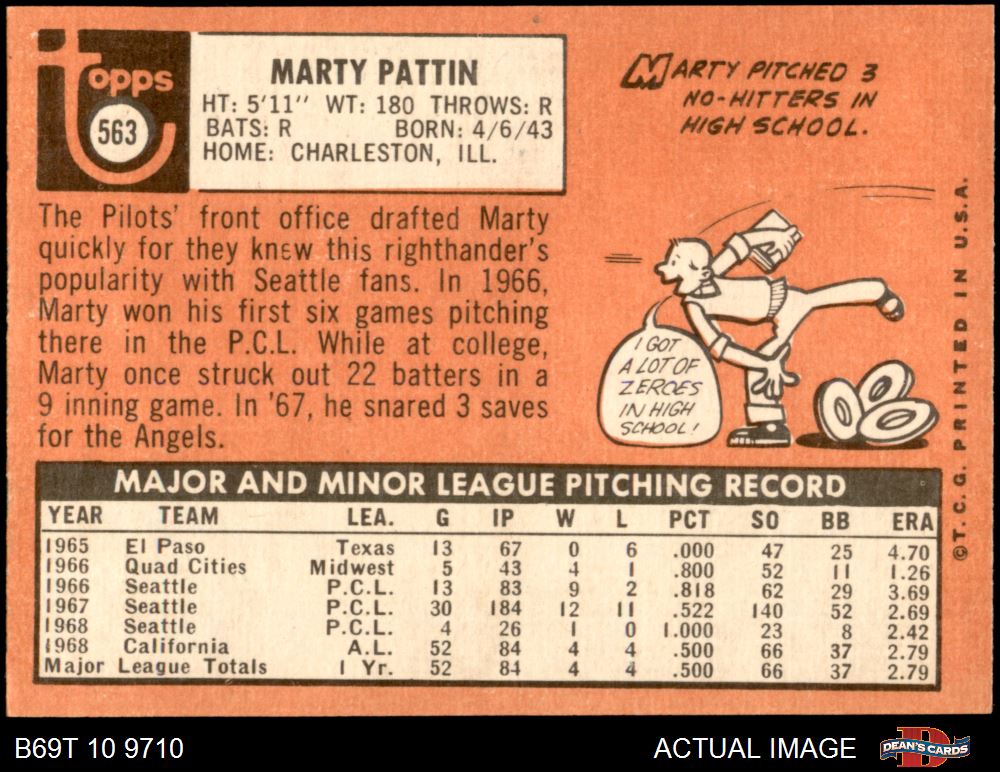 topps
563
MARTY PATTIN
HT: 5'11" WT: 180 THROWS: R
BATS: R BORN: 4/6/43
HOME: CHARLESTON, ILL.
MARTY PITCHED 3
NO-HITTERS IN
HIGH SCHOOL.
The Pilots' front office drafted Marty
quickly for they knew this righthander's
popularity with Seattle fans. In 1966,
Marty won his first six games pitching
there in the P.C.L. While at college,
Marty once struck out 22 batters in a
9 inning game. In '67, he snared 3 saves
for the Angels.
I GOT
A LOT OF
ZEROES
IN HIGH
SCHOOL!
©T.C.G. PRINTED IN U.S.A.
MAJOR AND MINOR LEAGUE PITCHING RECORD
YEAR TEAM LEA. G IP W L PCT SO BB ERA
1965 El Paso Texas 13 67 0 6 .000 47 25 4.70
1966 Quad Cities Midwest 5 43 4 1 .800 52 11 1.26
1966 Seattle P.C.L. 13 83 9 2 .818 62 29 3.69
1967 Seattle P.C.L. 30 184 12 11 .522 140 52 2.69
1968 Seattle P.C.L. 4 26 1 0 1.000 23 8 2.42
1968 California A.L. 52 84 4 4 .500 66 37 2.79
Major League Totals 1 Yr. 52 84 4 4 .500 66 37 2.79
B69T 10 9710
ACTUAL IMAGE
DEAN'S CARDS